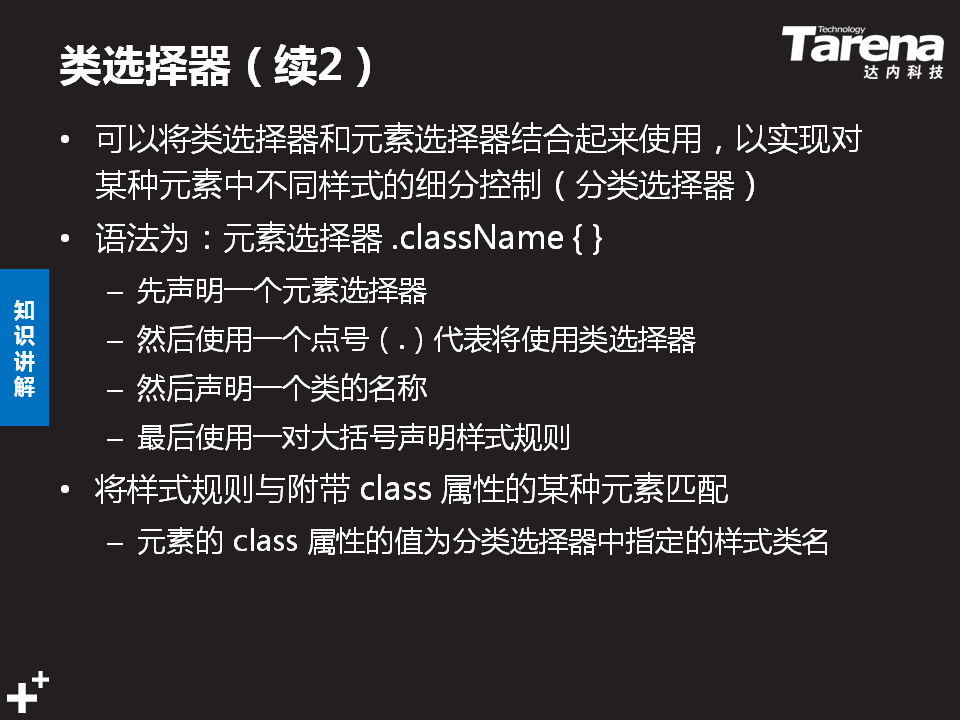 类选择器（续2）
Technology
Tarena
达内科技
• 可以将类选择器和元素选择器结合起来使用，以实现对
某种元素中不同样式的细分控制（分类选择器）
• 语法为：元素选择器 .className { }
– 先声明一个元素选择器
– 然后使用一个点号（.）代表将使用类选择器
– 然后声明一个类的名称
– 最后使用一对大括号声明样式规则
• 将样式规则与附带 class 属性的某种元素匹配
– 元素的 class 属性的值为分类选择器中指定的样式类名
知
识
讲
解